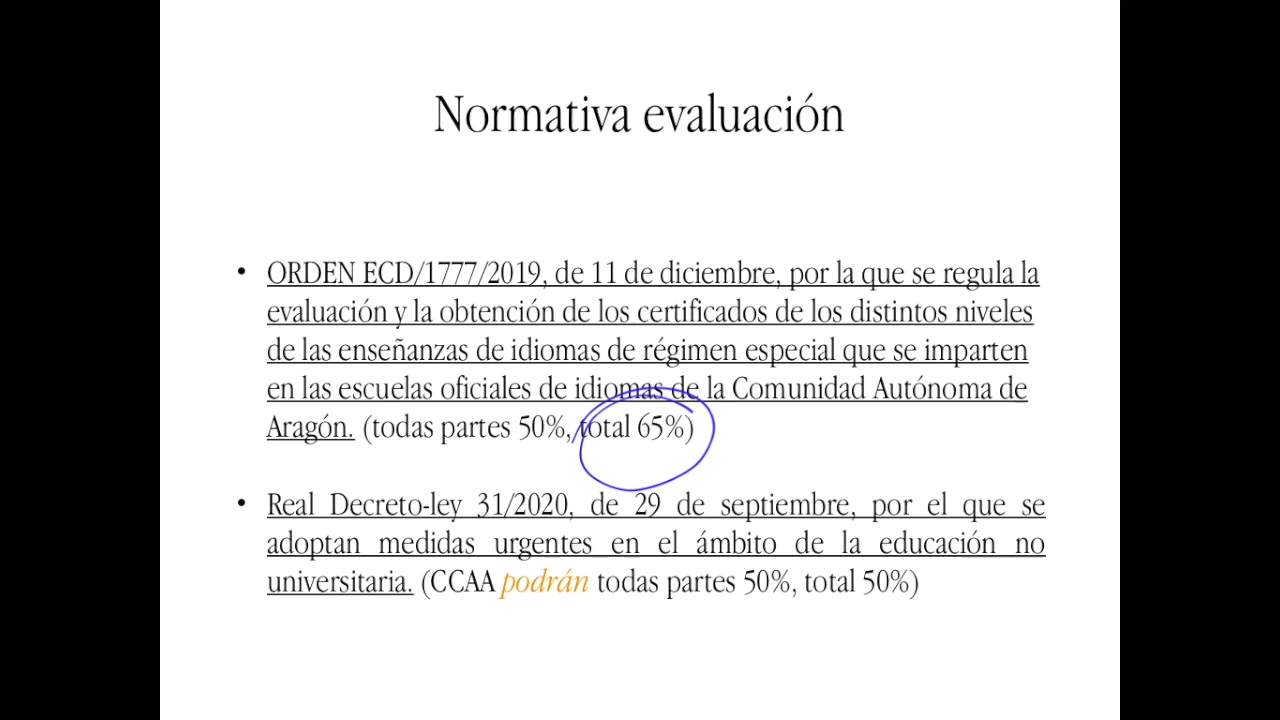 Normativa evaluación
• ORDEN ECD/1777/2019, de 11 de diciembre, por la que se regula la
evaluación y la obtención de los certificados de los distintos niveles
de las enseñanzas de idiomas de régimen especial que se imparten
en las escuelas oficiales de idiomas de la Comunidad Autónoma de
Aragón. (todas partes 50%, total 65%)
• Real Decreto-ley 31/2020, de 29 de septiembre, por el que se
adoptan medidas urgentes en el ámbito de la educación no
universitaria. (CCAA podrán todas partes 50%, total 50%)